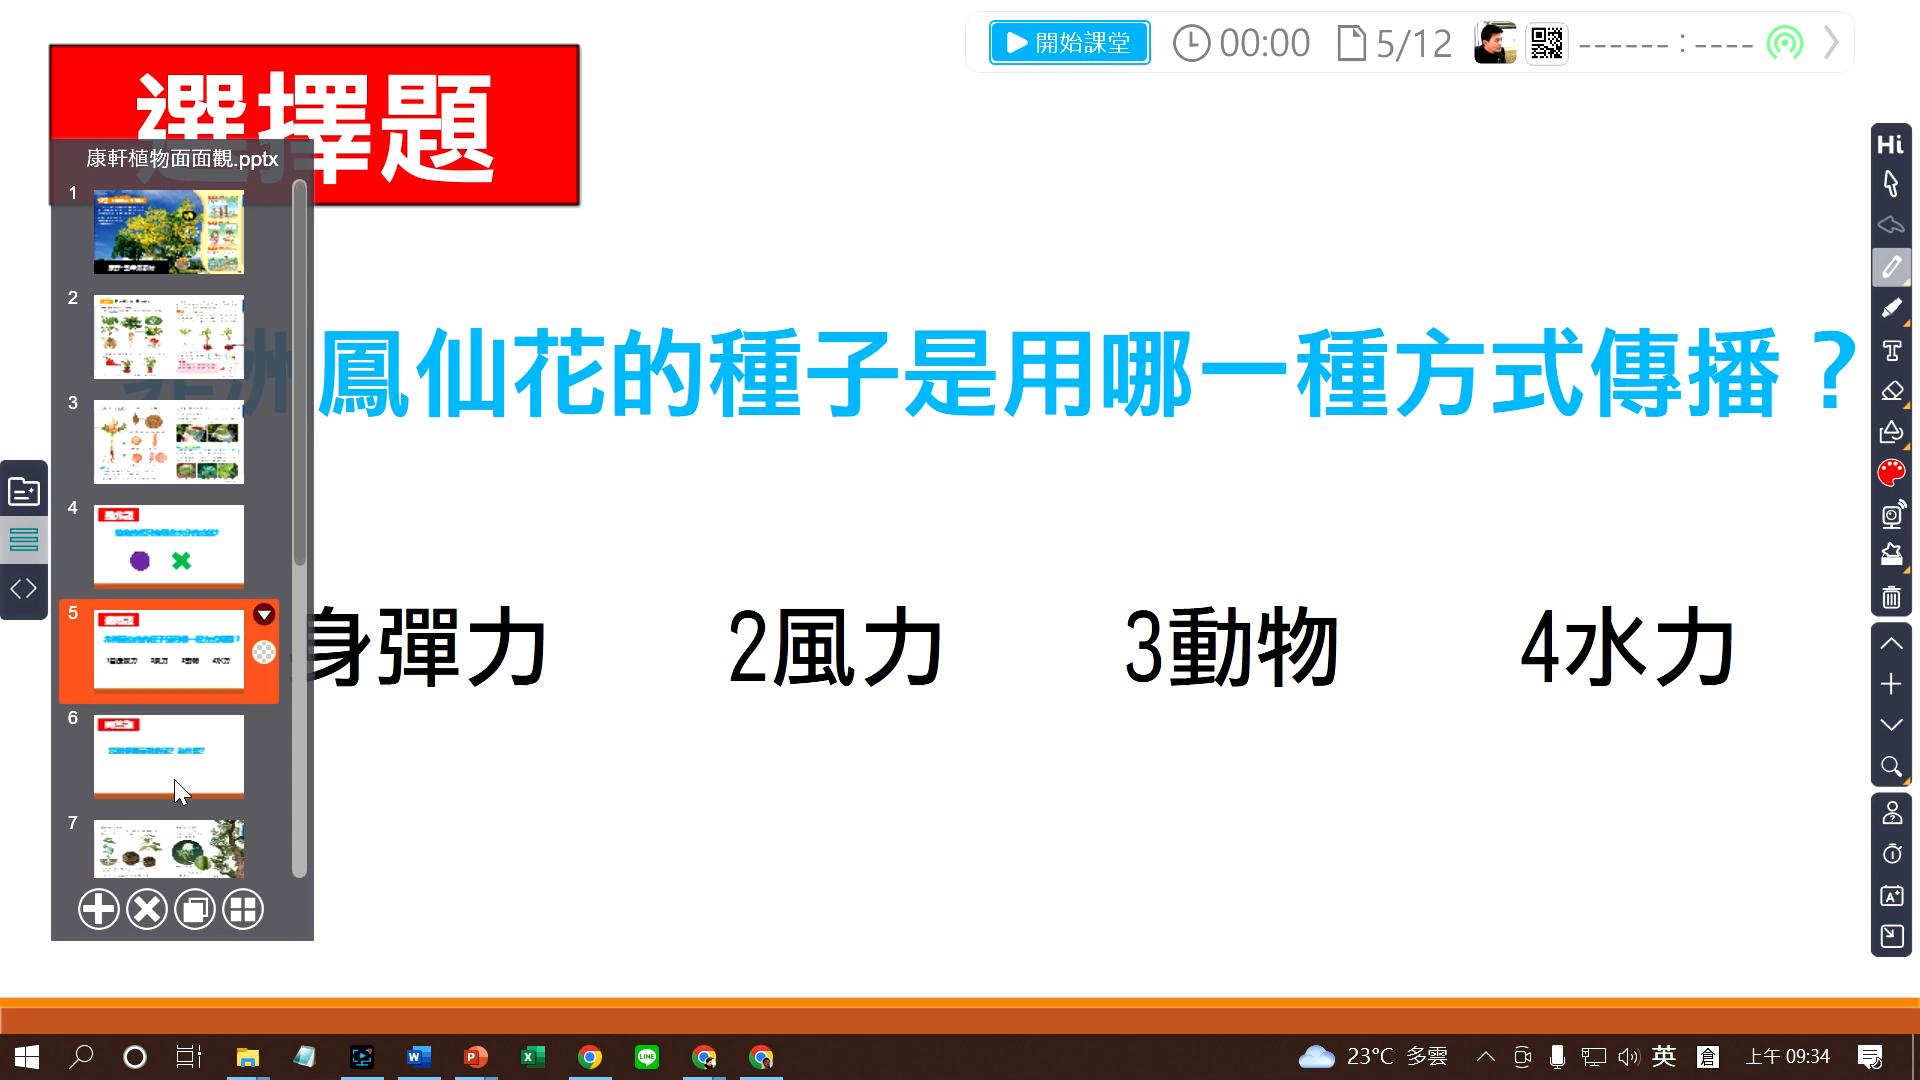 開始課堂
00:00
5/12
------ : ----
選擇題
康軒植物面面觀.pptx
1
2
3
4
5
6
7
非洲鳳仙花的種子是用哪一種方式傳播？
身彈力 2風力 3動物 4水力
Hi
23°C 多雲
英
倉
上午 09:34